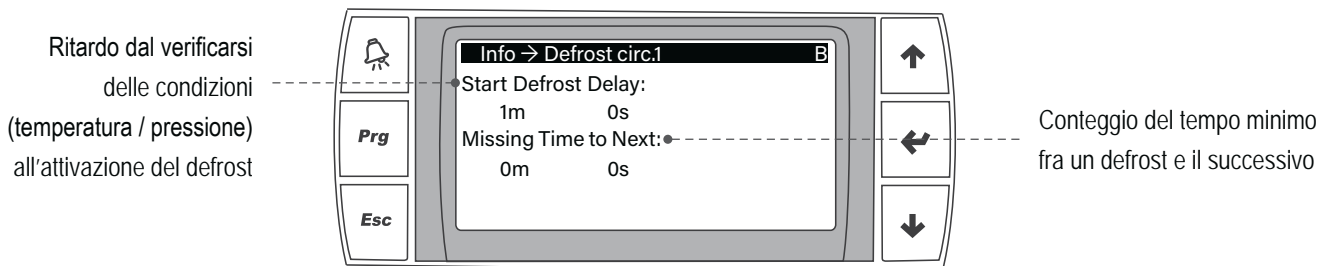 Ritardo dal verificarsi
delle condizioni
(temperatura / pressione)
all'attivazione del defrost
Prg
Esc
Info → Defrost circ.1 B
Start Defrost Delay:
1m 0s
Missing Time to Next:
0m 0s
Conteggio del tempo minimo
fra un defrost e il successivo